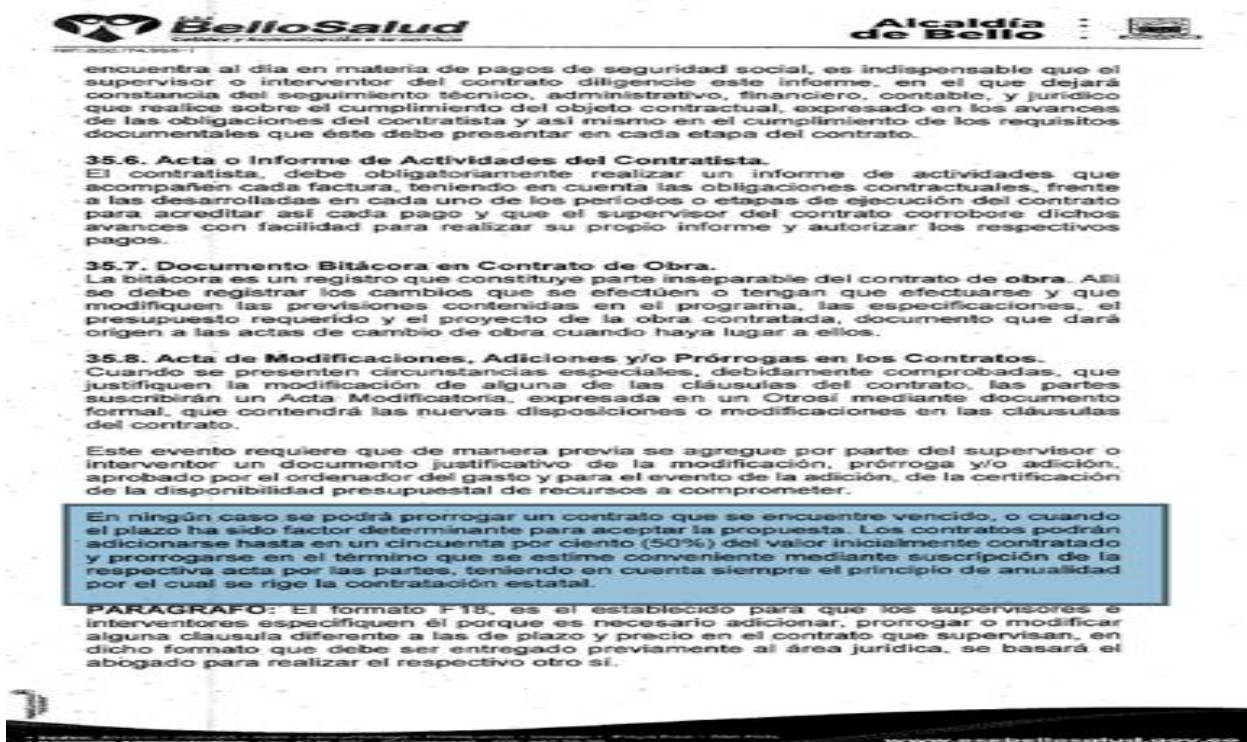 BelloSalud
Calidez y humanización a tu servicio
Alcaldía
de Bello
encuentra al día en materia de pagos de seguridad social, es indispensable que el
supervisor o interventor del contrato diligencie este informe, en el que dejará
constancia del seguimiento técnico, administrativo, financiero, contable, y jurídico
que realice sobre el cumplimiento del objeto contractual, expresado en los avances
de las obligaciones del contratista y así mismo en el cumplimiento de los requisitos
documentales que éste debe presentar en cada etapa del contrato.
35.6. Acta o Informe de Actividades del Contratista.
El contratista, debe obligatoriamente realizar un informe de actividades que
acompañen cada factura, teniendo en cuenta las obligaciones contractuales, frente
a las desarrolladas en cada uno de los períodos o etapas de ejecución del contrato
para acreditar así cada pago y que el supervisor del contrato corrobore dichos
avances con facilidad para realizar su propio informe y autorizar los respectivos
pagos.
35.7. Documento Bitácora en Contrato de Obra.
La bitácora es un registro que constituye parte inseparable del contrato de obra. Allí
se debe registrar los cambios que se efectúen o tengan que efectuarse y que
modifiquen las previsiones contenidas en el programa, las especificaciones, el
presupuesto requerido y el proyecto de la obra contratada, documento que dará
origen a las actas de cambio de obra cuando haya lugar a ellos.
35.8. Acta de Modificaciones, Adiciones y/o Prórrogas en los Contratos.
Cuando se presenten circunstancias especiales, debidamente comprobadas, que
justifiquen la modificación de alguna de las cláusulas del contrato, las partes
suscribirán un Acta Modificatoria, expresada en un Otrosí mediante documento
formal, que contendrá las nuevas disposiciones o modificaciones en las cláusulas
del contrato.
Este evento requiere que de manera previa se agregue por parte del supervisor o
interventor un documento justificativo de la modificación, prórroga y/o adición,
aprobado por el ordenador del gasto y para el evento de la adición, de la certificación
de la disponibilidad presupuestal de recursos a comprometer.
En ningún caso se podrá prorrogar un contrato que se encuentre vencido, o cuando
el plazo ha sido factor determinante para aceptar la propuesta. Los contratos podrán
adicionarse hasta en un cincuenta por ciento (50%) del valor inicialmente contratado
y prorrogarse en el término que se estime conveniente mediante suscripción de la
respectiva acta por las partes, teniendo en cuenta siempre el principio de anualidad
por el cual se rige la contratación estatal.
PARÁGRAFO: El formato F18, es el establecido para que los supervisores e
interventores especifiquen él porque es necesario adicionar, prorrogar o modificar
alguna clausula diferente a las de plazo y precio en el contrato que supervisan, en
dicho formato que debe ser entregado previamente al área jurídica, se basará el
abogado para realizar el respectivo otro sí.
www.esebellosalud.gov.co